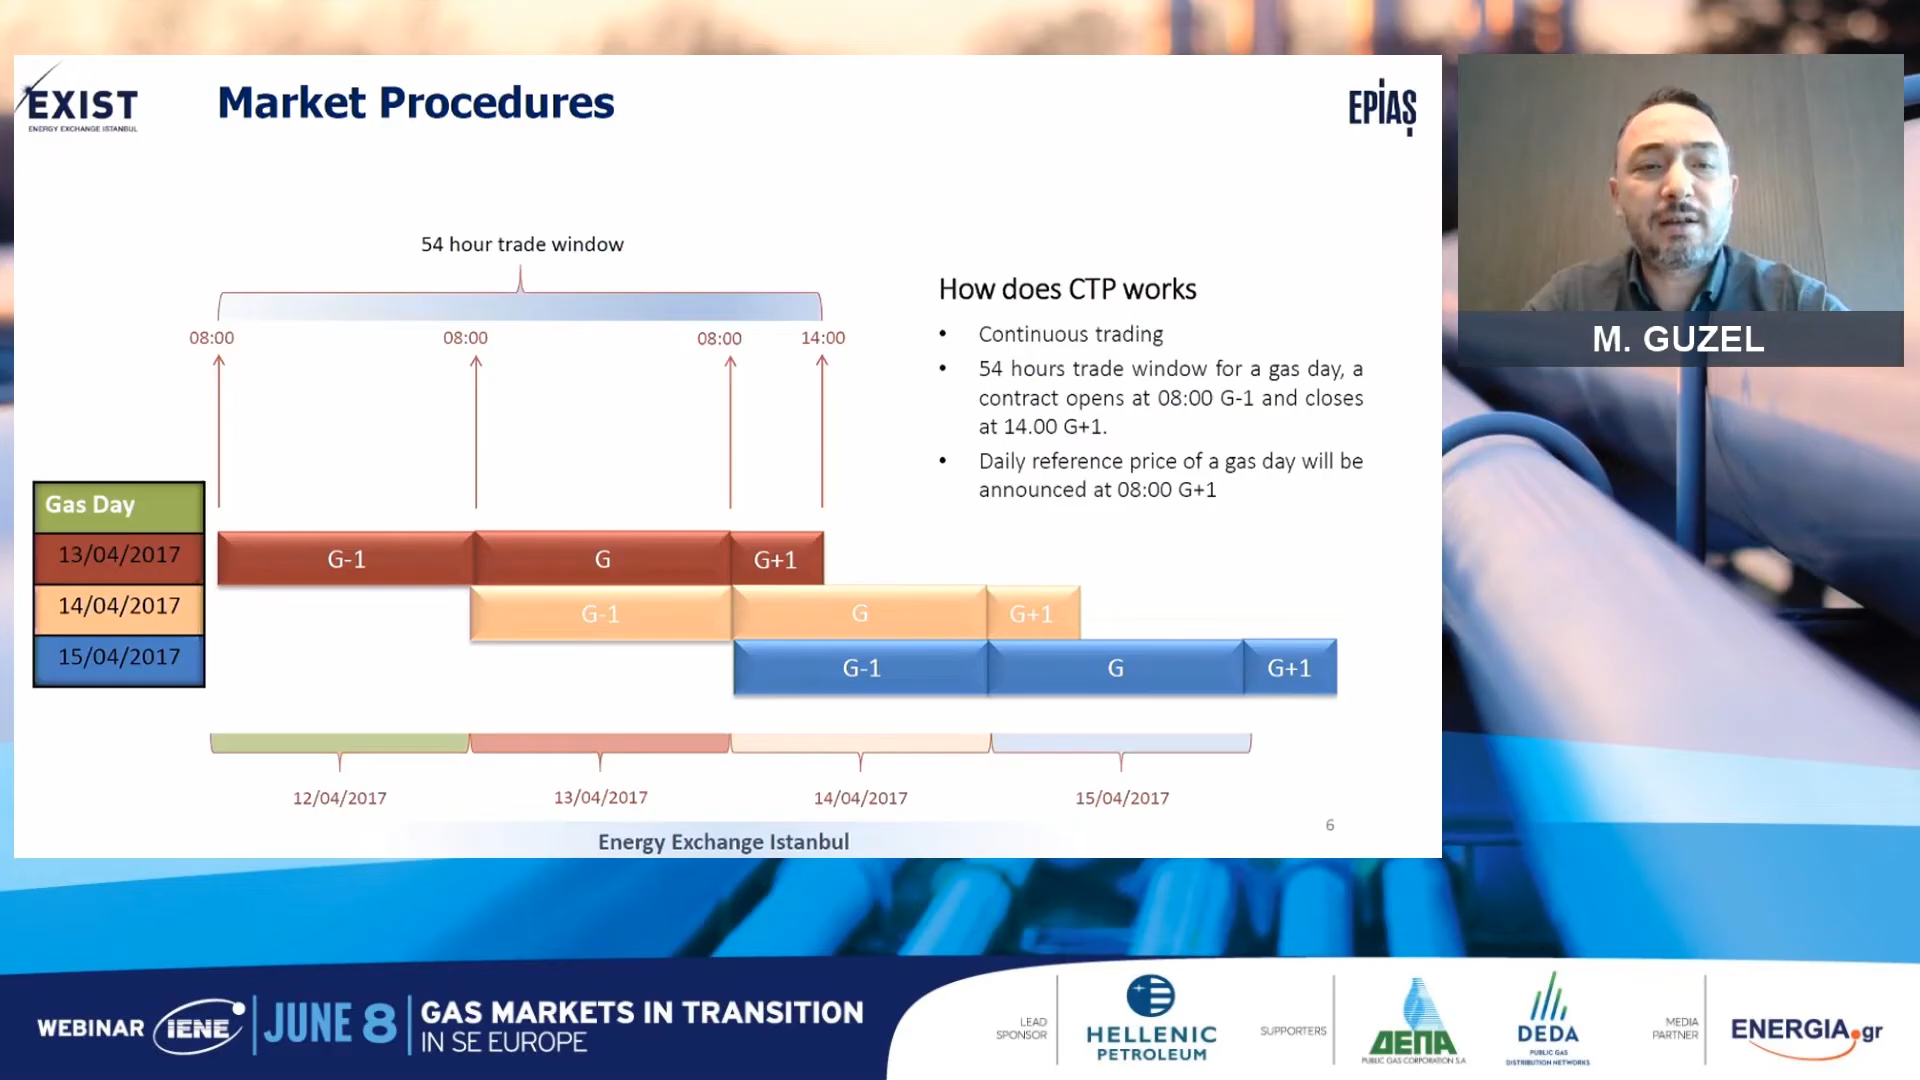 EXIST
ENERGY EXCHANGE ISTANBUL
Market Procedures
EPİAŞ
54 hour trade window
08:00 08:00 08:00 14:00
How does CTP works
• Continuous trading
• 54 hours trade window for a gas day, a
contract opens at 08:00 G-1 and closes
at 14.00 G+1.
• Daily reference price of a gas day will be
announced at 08:00 G+1
Gas Day
13/04/2017 G-1 G G+1
14/04/2017 G-1 G G+1
15/04/2017 G-1 G G+1
12/04/2017 13/04/2017 14/04/2017 15/04/2017
6
Energy Exchange Istanbul
M. GUZEL
WEBINAR IENE JUNE 8 GAS MARKETS IN TRANSITION
IN SE EUROPE
LEAD
SPONSOR
HELLENIC
PETROLEUM
SUPPORTERS
ΔΕΠΑ
PUBLIC GAS CORPORATION S.A
DEDA
PUBLIC GAS
DISTRIBUTION NETWORKS
MEDIA
PARTNER
ENERGIA.gr